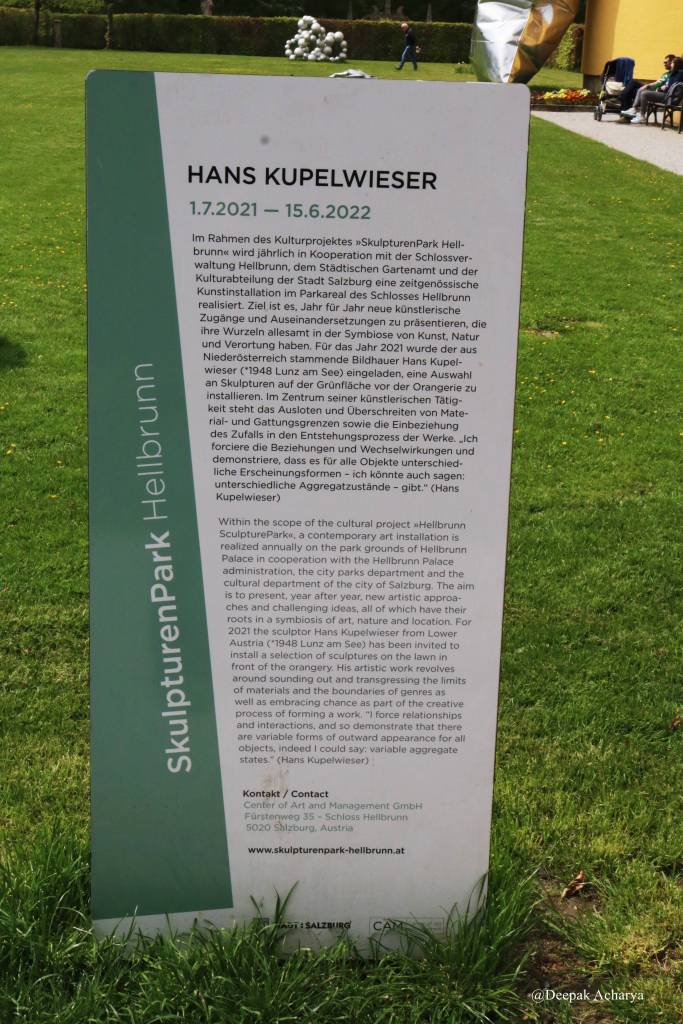 HANS KUPELWIESER
1.7.2021 — 15.6.2022
Im Rahmen des Kulturprojektes »SkulpturenPark Hell-
brunn« wird jährlich in Kooperation mit der Schlossver-
waltung Hellbrunn, dem Städtischen Gartenamt und der
Kulturabteilung der Stadt Salzburg eine zeitgenössische
Kunstinstallation im Parkareal des Schlosses Hellbrunn
realisiert. Ziel ist es, Jahr für Jahr neue künstlerische
Zugänge und Auseinandersetzungen zu präsentieren, die
ihre Wurzeln allesamt in der Symbiose von Kunst, Natur
und Verortung haben. Für das Jahr 2021 wurde der aus
Niederösterreich stammende Bildhauer Hans Kupel-
wieser (*1948 Lunz am See) eingeladen, eine Auswahl
an Skulpturen auf der Grünfläche vor der Orangerie zu
installieren. Im Zentrum seiner künstlerischen Tätig-
keit steht das Ausloten und Überschreiten von Mate-
rial- und Gattungsgrenzen sowie die Einbeziehung
des Zufalls in den Entstehungsprozess der Werke. „Ich
forciere die Beziehungen und Wechselwirkungen und
demonstriere, dass es für alle Objekte unterschied-
liche Erscheinungsformen – ich könnte auch sagen:
unterschiedliche Aggregatzustände – gibt.“ (Hans
Kupelwieser)
Within the scope of the cultural project »Hellbrunn
SculpturePark«, a contemporary art installation is
realized annually on the park grounds of Hellbrunn
Palace in cooperation with the Hellbrunn Palace
administration, the city parks department and the
cultural department of the city of Salzburg. The aim
is to present, year after year, new artistic approa-
ches and challenging ideas, all of which have their
roots in a symbiosis of art, nature and location. For
2021 the sculptor Hans Kupelwieser from Lower
Austria (*1948 Lunz am See) has been invited to
install a selection of sculptures on the lawn in
front of the orangery. His artistic work revolves
around sounding out and transgressing the limits
of materials and the boundaries of genres as
well as embracing chance as part of the creative
process of forming a work. “I force relationships
and interactions, and so demonstrate that there
are variable forms of outward appearance for all
objects, indeed I could say: variable aggregate
states.” (Hans Kupelwieser)
Kontakt / Contact
Center of Art and Management GmbH
Fürstenweg 35 – Schloss Hellbrunn
5020 Salzburg, Austria
www.skulpturenpark-hellbrunn.at
SkulpturenPark Hellbrunn
STADT : SALZBURG
CAM
@Deepak Acharya